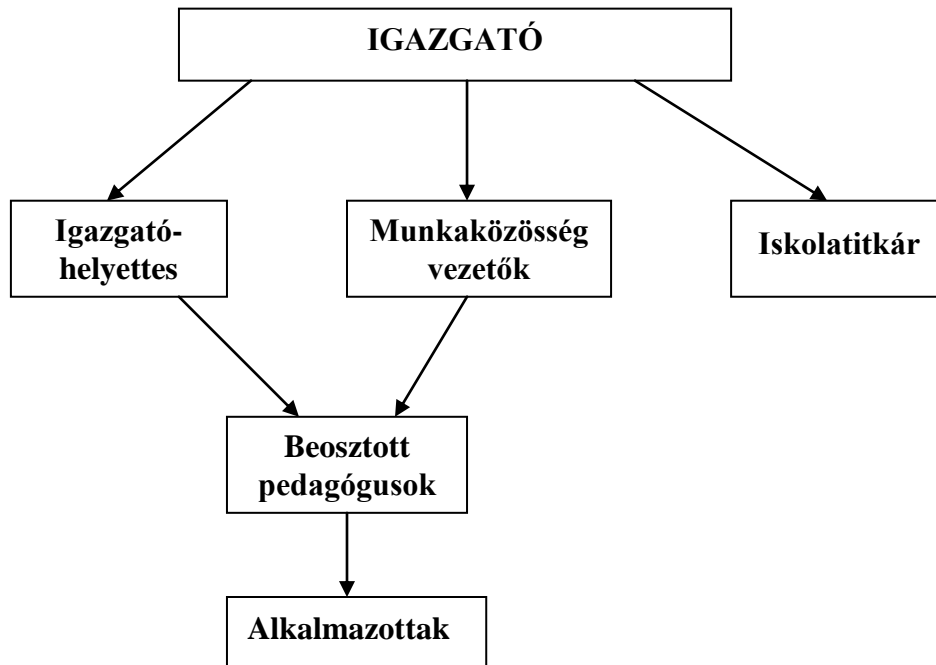 IGAZGATÓ
Igazgató-
helyettes
Munkaközösség
vezetők
Iskolatitkár
Beosztott
pedagógusok
Alkalmazottak